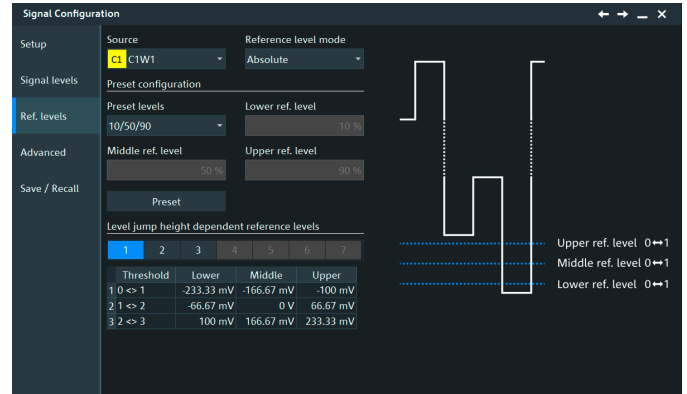 Signal Configuration
Setup
Signal levels
Ref. levels
Advanced
Save / Recall
Source Reference level mode
C1 C1W1 Absolute
Preset configuration
Preset levels Lower ref. level
10/50/90 10 %
Middle ref. level Upper ref. level
50 % 90 %
Preset
Level jump height dependent reference levels
1 2 3 4 5 6 7
Threshold Lower Middle Upper
1 0 <> 1 -233.33 mV -166.67 mV -100 mV
2 1 <> 2 -66.67 mV 0 V 66.67 mV
3 2 <> 3 100 mV 166.67 mV 233.33 mV
Upper ref. level 0↔1
Middle ref. level 0↔1
Lower ref. level 0↔1